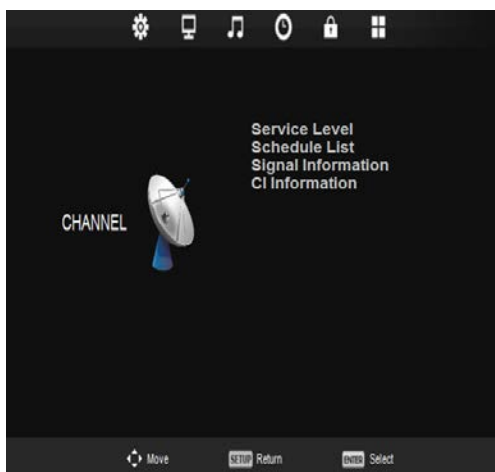 Service Level
Schedule List
Signal Information
CI Information
CHANNEL
Move SETUP Return ENTER Select